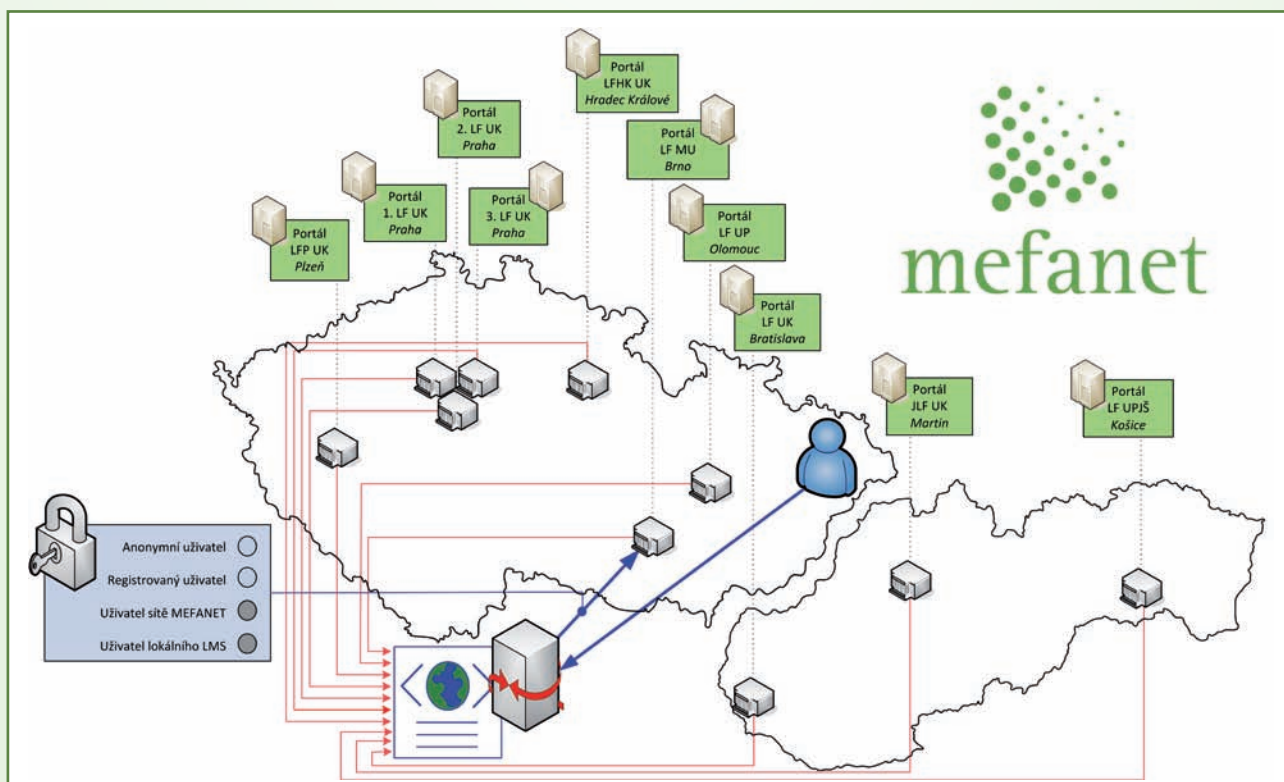 Portál
LFHK UK
Hradec Králové
Portál
2. LF UK
Praha
Portál
LF MU
Brno
Portál
1. LF UK
Praha
Portál
3. LF UK
Praha
Portál
LFP UK
Plzeň
Portál
LF UP
Olomouc
mefanet
Portál
LF UK
Bratislava
Portál
JLF UK
Martin
Portál
LF UPJŠ
Košice
Anonymní uživatel
Registrovaný uživatel
Uživatel sítě MEFANET
Uživatel lokálního LMS